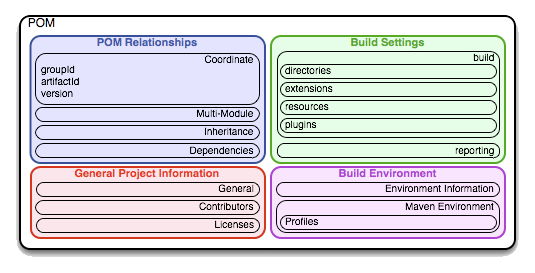 POM
POM Relationships
Coordinate
groupId
artifactId
version
Multi-Module
Inheritance
Dependencies
Build Settings
build
directories
extensions
resources
plugins
reporting
General Project Information
General
Contributors
Licenses
Build Environment
Environment Information
Maven Environment
Profiles